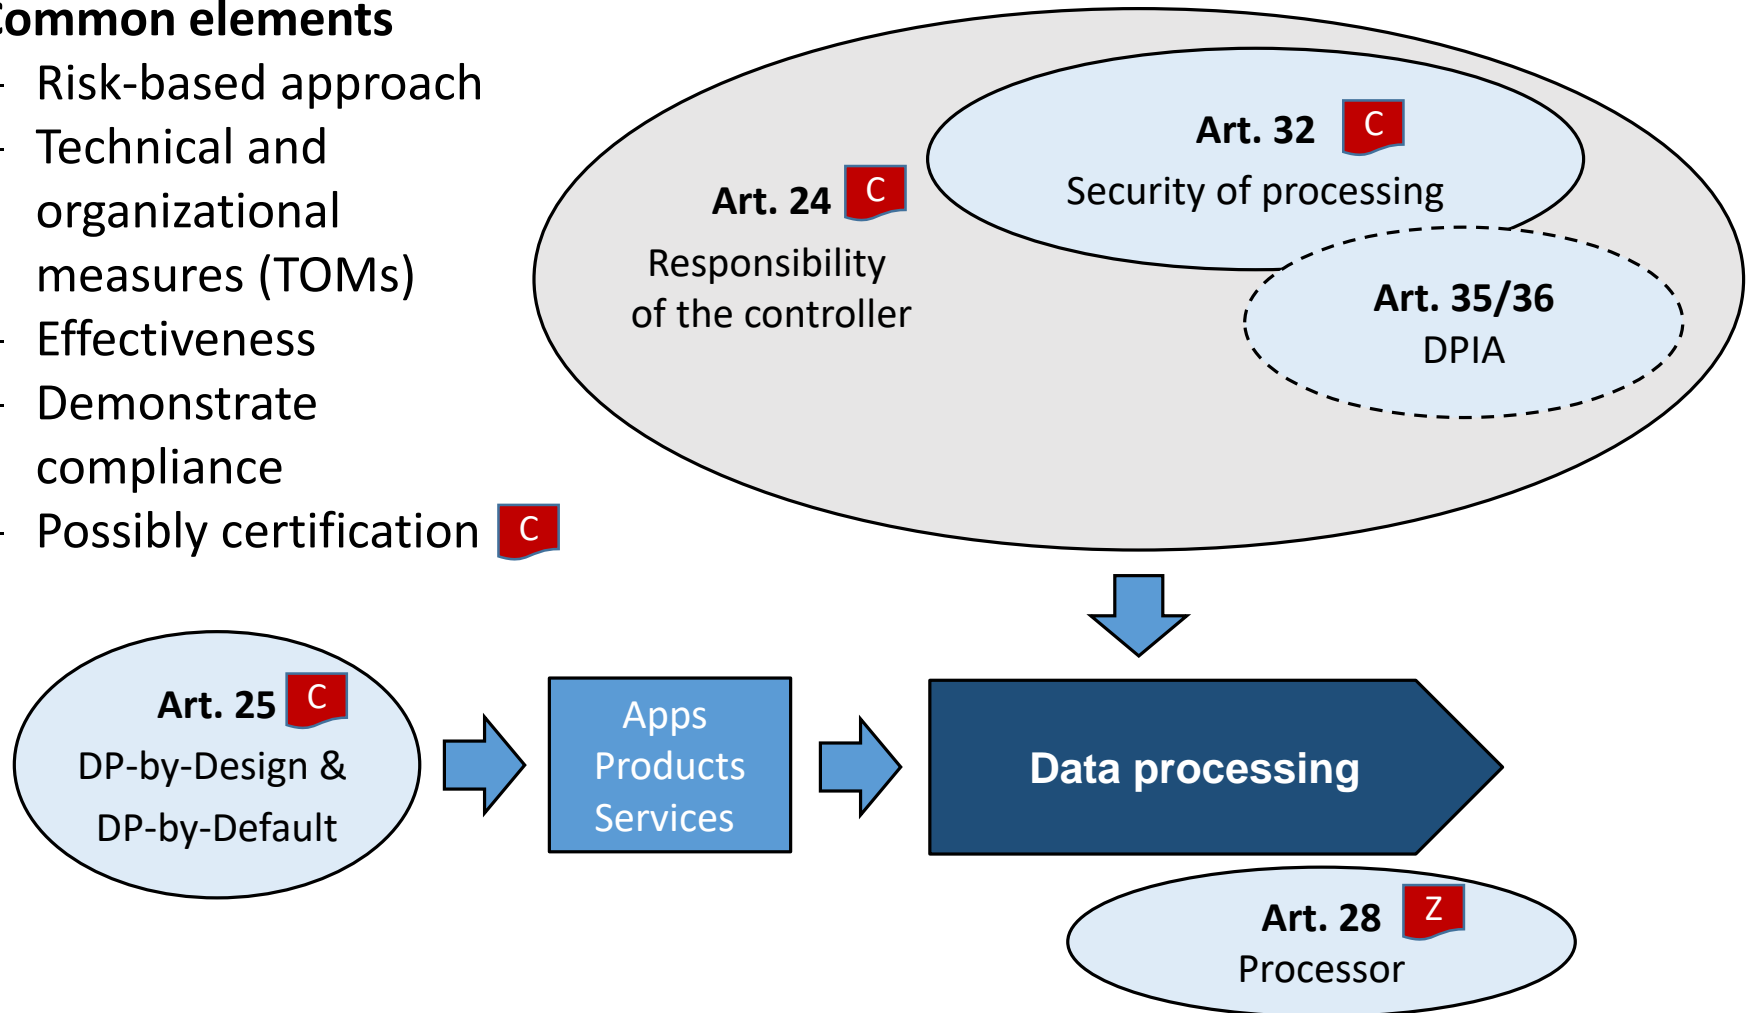 Common elements
- Risk-based approach
- Technical and
organizational
measures (TOMs)
- Effectiveness
- Demonstrate
compliance
- Possibly certification C
Art. 32 C
Security of processing
Art. 24 C
Responsibility
of the controller
Art. 35/36
DPIA
Art. 25 C
DP-by-Design &
DP-by-Default
Apps
Products
Services
Data processing
Art. 28 Z
Processor